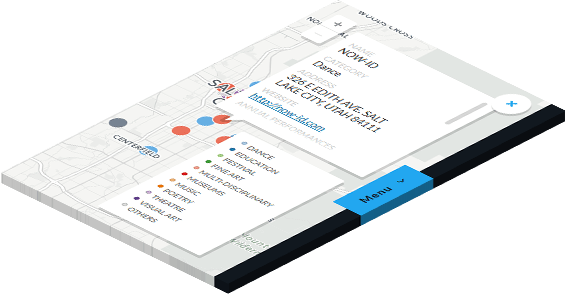 WOODS CROSS
NO
+
−
NAME
NOW-ID
CATEGORY
Dance
ADDRESS
326 E EDITH AVE. SALT
LAKE CITY, UTAH 84111
WEBSITE
http://now-id.com
ANNUAL PERFORMANCES
SAL
C
CENTERFIELD
DANCE
EDUCATION
FESTIVAL
FINE ART
MULTI-DISCIPLINARY
MUSEUMS
MUSIC
POETRY
THEATRE
VISUAL ART
OTHERS
Menu